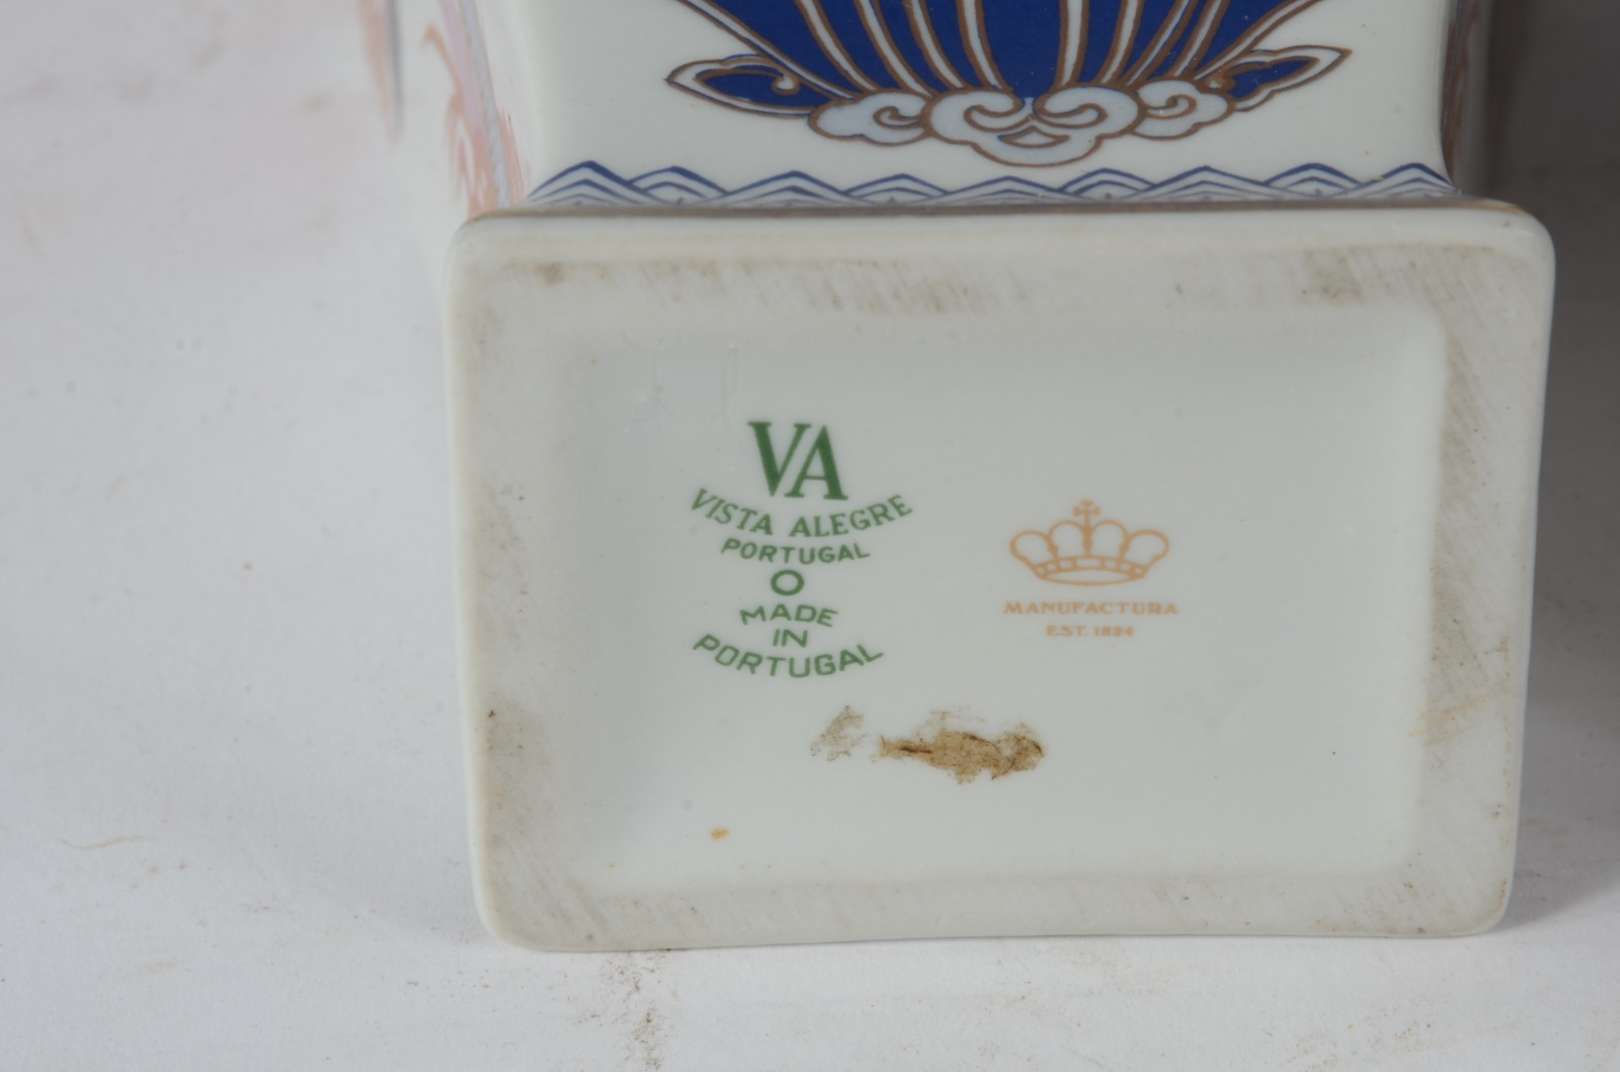 VA
VISTA ALEGRE
PORTUGAL
O
MADE
IN
PORTUGAL
MANUFACTURA
EST. 1824